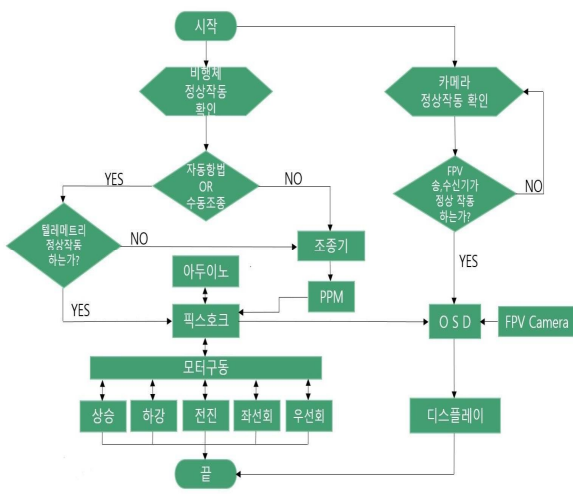 시작
비행체
정상작동
확인
카메라
정상작동 확인
자동항법
OR
수동조종
YES
NO
FPV
송,수신기가
정상 작동
하는가?
NO
텔레메트리
정상작동
하는가?
NO
조종기
YES
아두이노
PPM
YES
픽스호크
O S D
FPV Camera
모터구동
상승
하강
전진
좌선회
우선회
디스플레이
끝